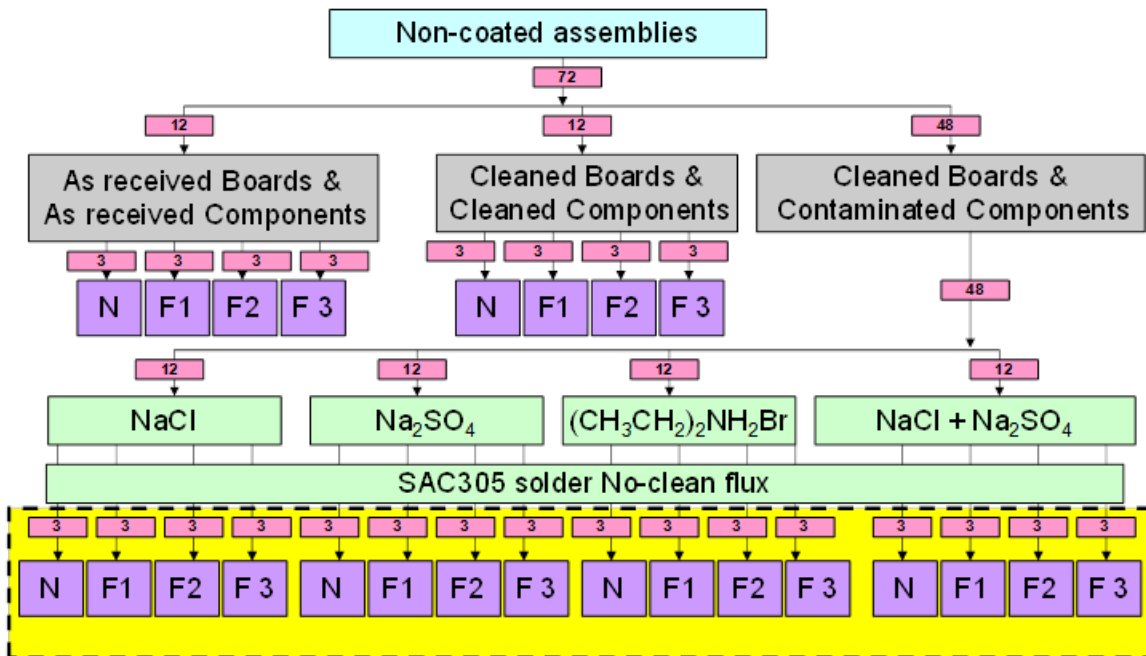 Non-coated assemblies
72
12
12
48
As received Boards &
As received Components
Cleaned Boards &
Cleaned Components
Cleaned Boards &
Contaminated Components
3 3 3 3
3 3 3 3
N F1 F2 F 3
N F1 F2 F 3
48
12
12
12
12
NaCl
Na₂SO₄
(CH₃CH₂)₂NH₂Br
NaCl + Na₂SO₄
SAC305 solder No-clean flux
3 3 3 3 3 3 3 3 3 3 3 3 3 3 3 3
N F1 F2 F 3 N F1 F2 F 3 N F1 F2 F 3 N F1 F2 F 3